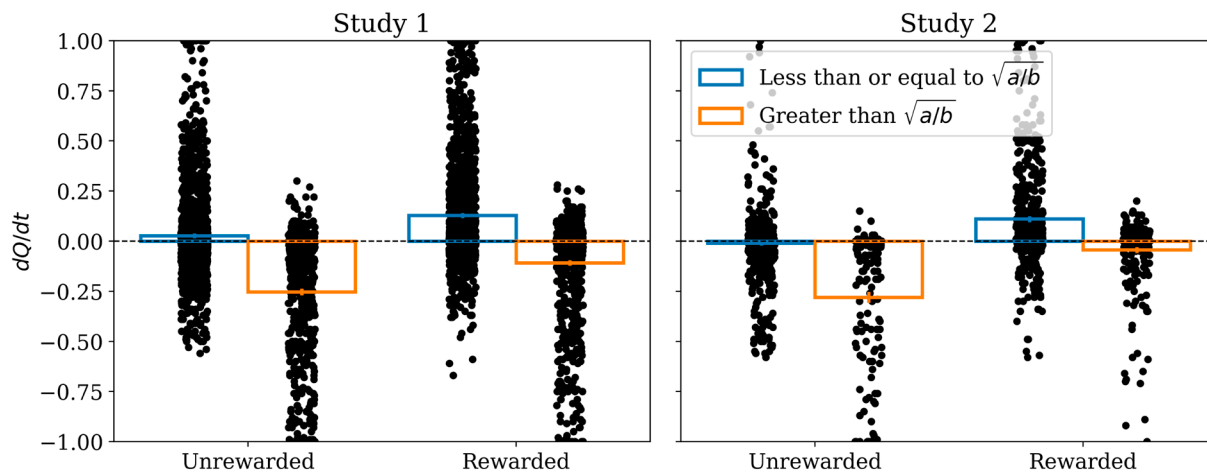 Study 1
Study 2
1.00
0.75
0.50
0.25
0.00
−0.25
−0.50
−0.75
−1.00
dQ/dt
Less than or equal to √a/b
Greater than √a/b
Unrewarded
Rewarded
Unrewarded
Rewarded